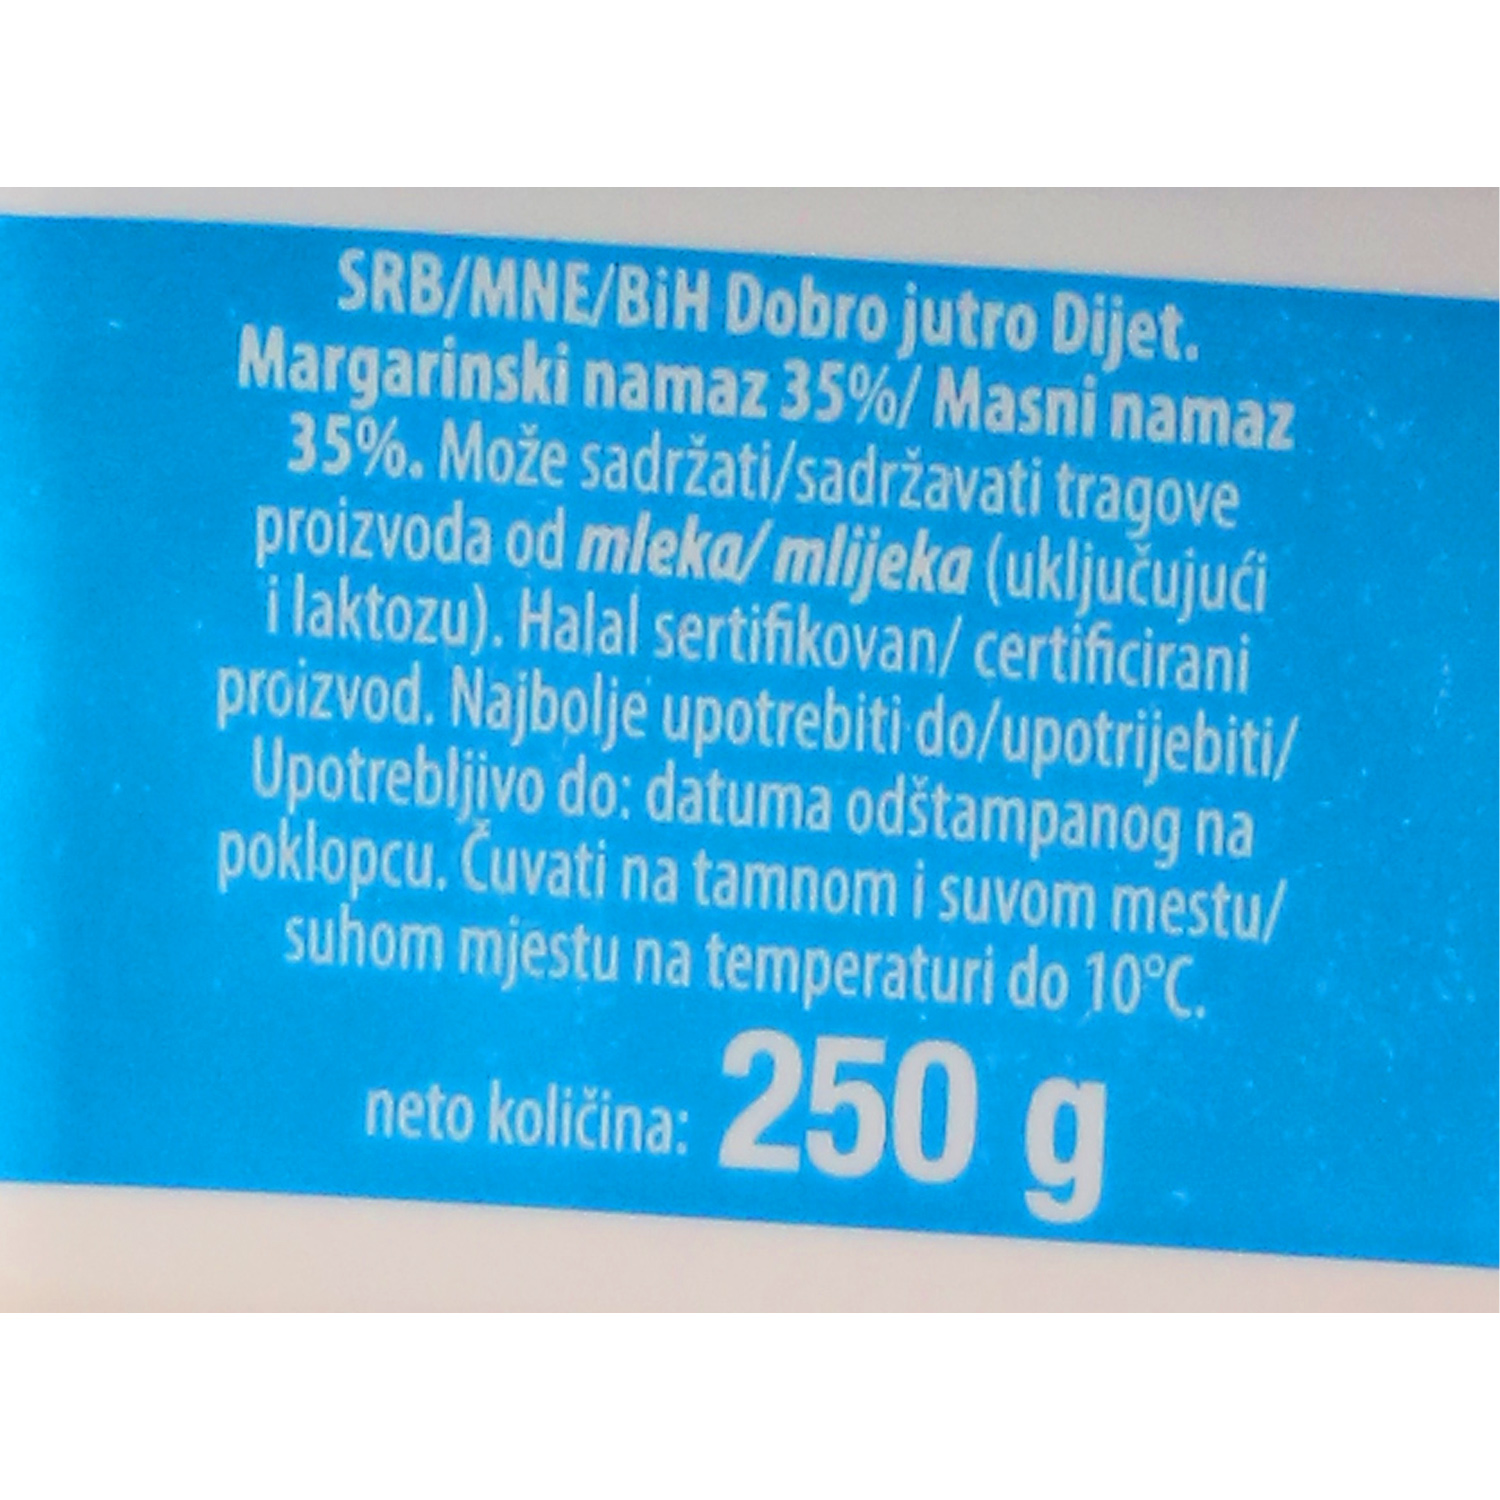 SRB/MNE/BiH Dobro jutro Dijet.
Margarinski namaz 35%/ Masni namaz
35%. Može sadržati/sadržavati tragove
proizvoda od mleka/ mlijeka (uključujući
i laktozu). Halal sertifikovan/ certificirani
proizvod. Najbolje upotrebiti do/upotrijebiti/
Upotrebljivo do: datuma odštampanog na
poklopcu. Čuvati na tamnom i suvom mestu/
suhom mjestu na temperaturi do 10°C.
neto količina: 250 g